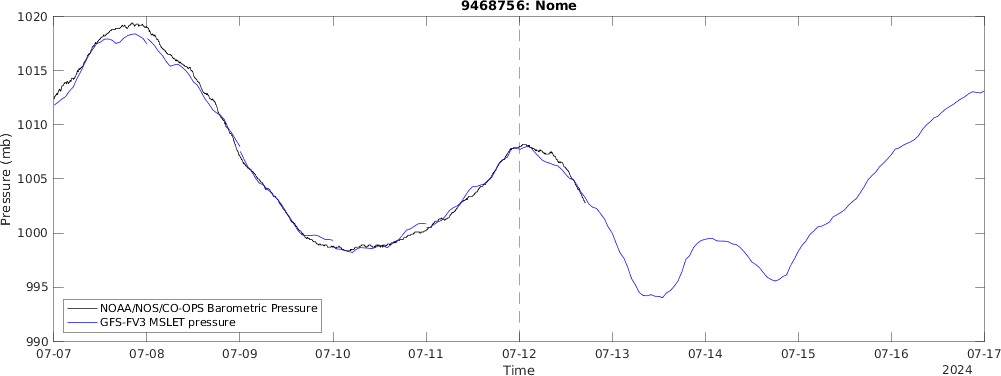 9468756: Nome
1020
1015
1010
1005
1000
995
990
Pressure (mb)
NOAA/NOS/CO-OPS Barometric Pressure
GFS-FV3 MSLET pressure
07-07 07-08 07-09 07-10 07-11 07-12 07-13 07-14 07-15 07-16 07-17
Time
2024